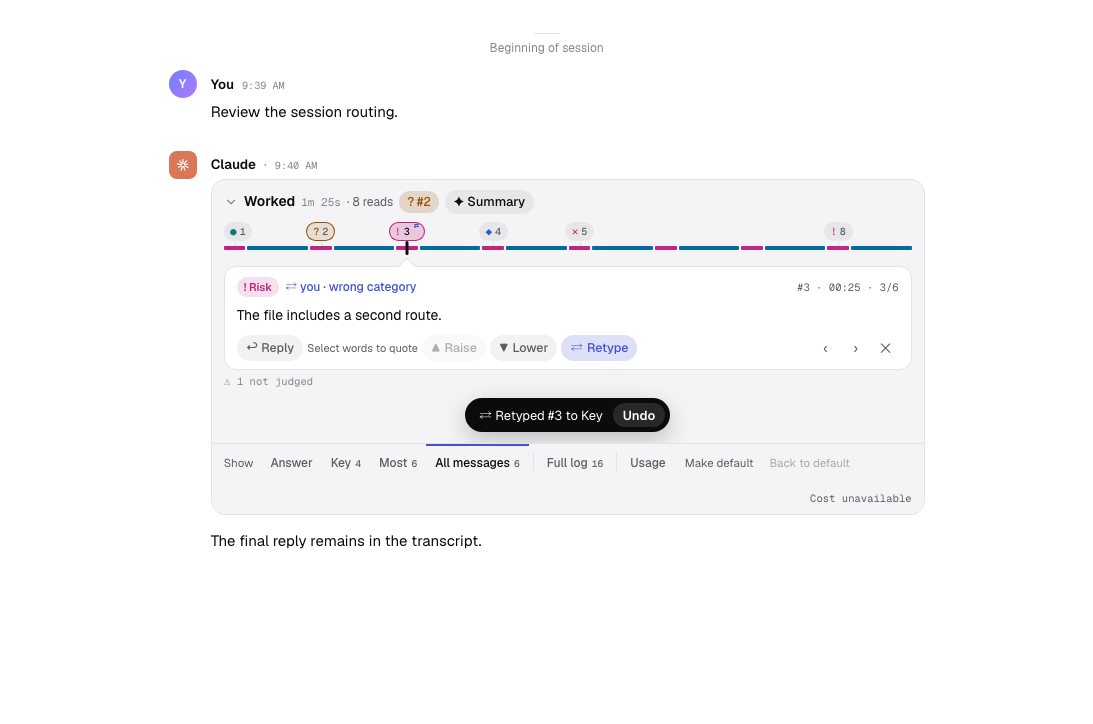 Beginning of session
Y You 9:39 AM
Review the session routing.
Claude · 9:40 AM
Worked 1m 25s · 8 reads ? #2 ✦ Summary
● 1 ? 2 ! 3 ⇄ ◆ 4 × 5 ! 8
! Risk ⇄ you · wrong category #3 · 00:25 · 3/6
The file includes a second route.
↩ Reply Select words to quote ▲ Raise ▼ Lower ⇄ Retype ‹ › ×
⚠ 1 not judged
⇄ Retyped #3 to Key Undo
Show Answer Key 4 Most 6 All messages 6 Full log 16 Usage Make default Back to default
Cost unavailable
The final reply remains in the transcript.